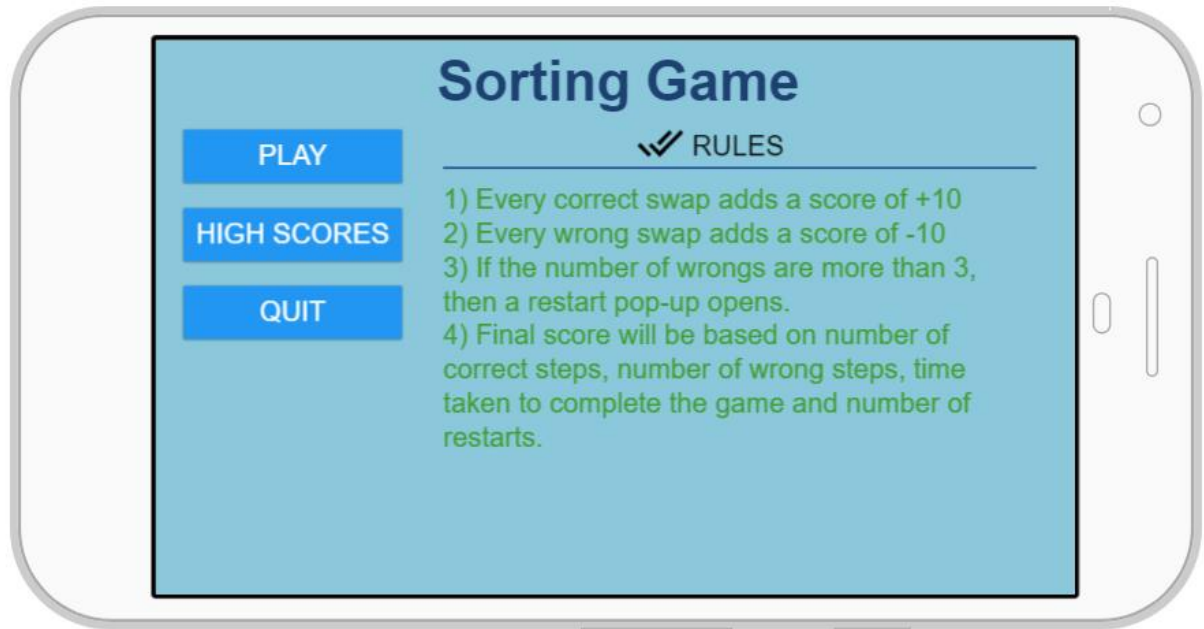 Sorting Game
PLAY
HIGH SCORES
QUIT
RULES
1) Every correct swap adds a score of +10
2) Every wrong swap adds a score of -10
3) If the number of wrongs are more than 3,
then a restart pop-up opens.
4) Final score will be based on number of
correct steps, number of wrong steps, time
taken to complete the game and number of
restarts.